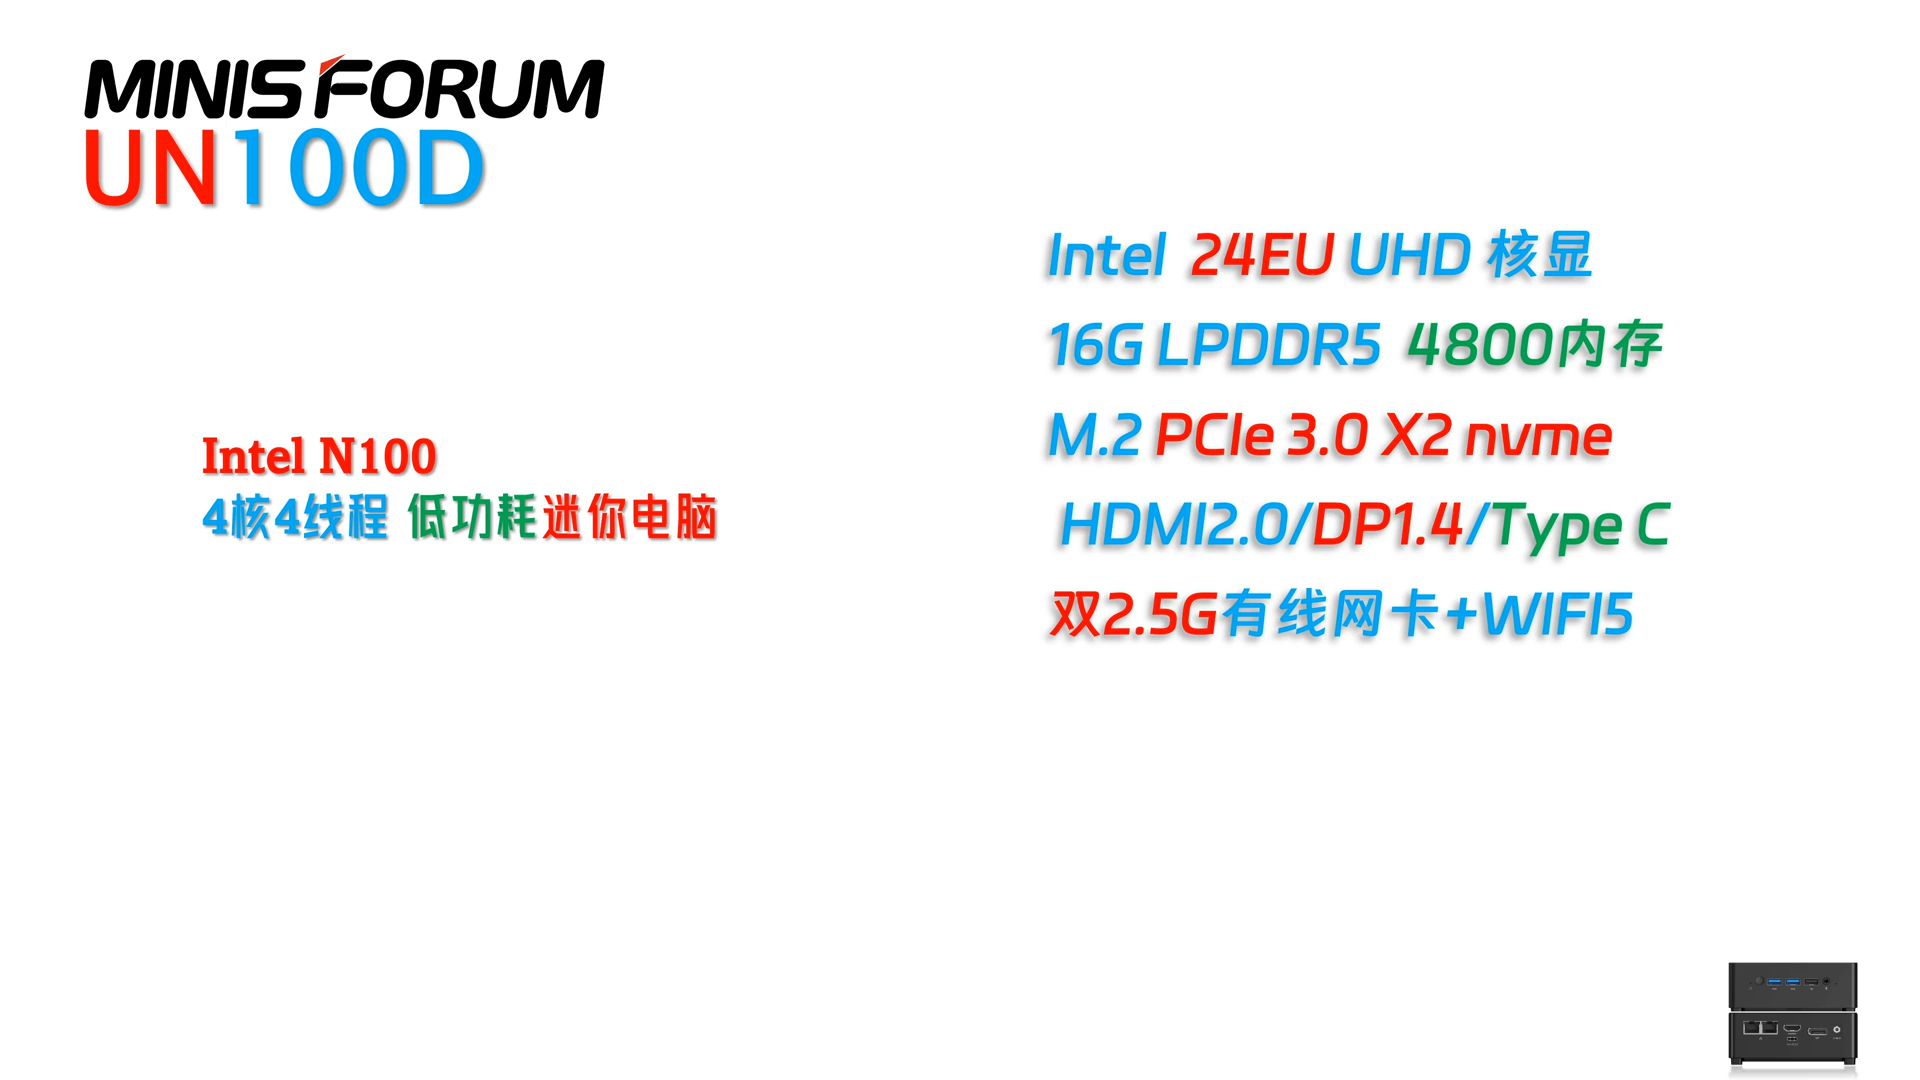 MINISFORUM
UN100D
Intel N100
4核4线程 低功耗迷你电脑
Intel 24EU UHD 核显
16G LPDDR5 4800内存
M.2 PCIe 3.0 X2 nvme
HDMI2.0/DP1.4/Type C
双2.5G有线网卡+WIFI5